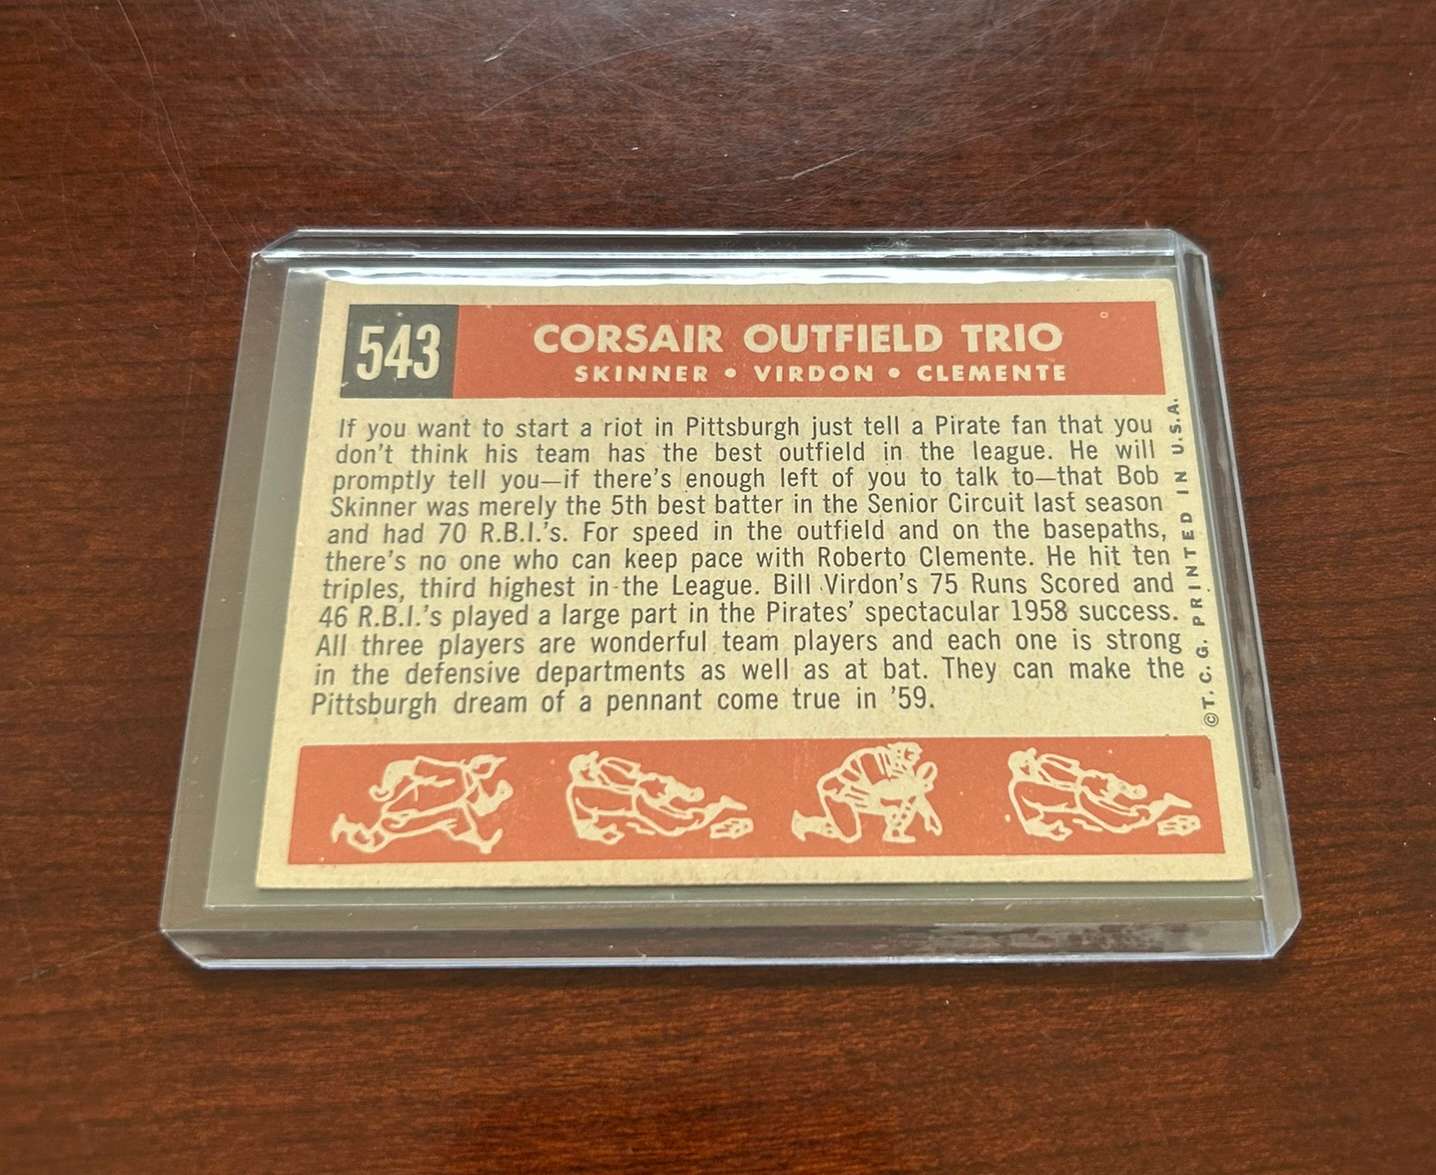 543
CORSAIR OUTFIELD TRIO
SKINNER • VIRDON • CLEMENTE
If you want to start a riot in Pittsburgh just tell a Pirate fan that you
don't think his team has the best outfield in the league. He will
promptly tell you—if there's enough left of you to talk to—that Bob
Skinner was merely the 5th best batter in the Senior Circuit last season
and had 70 R.B.I.'s. For speed in the outfield and on the basepaths,
there's no one who can keep pace with Roberto Clemente. He hit ten
triples, third highest in the League. Bill Virdon's 75 Runs Scored and
46 R.B.I.'s played a large part in the Pirates' spectacular 1958 success.
All three players are wonderful team players and each one is strong
in the defensive departments as well as at bat. They can make the
Pittsburgh dream of a pennant come true in '59.
©T.C.G. PRINTED IN U.S.A.